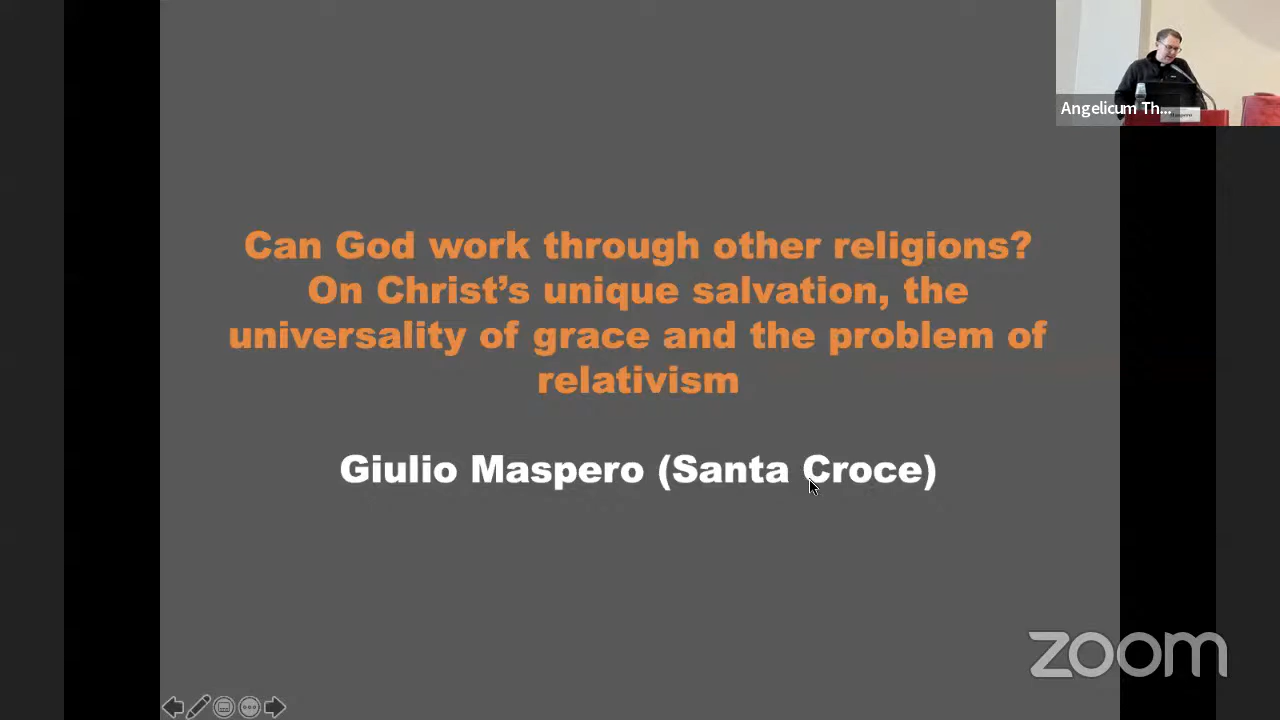 Angelicum Th...
Can God work through other religions?
On Christ's unique salvation, the
universality of grace and the problem of
relativism
Giulio Maspero (Santa Croce)
zoom